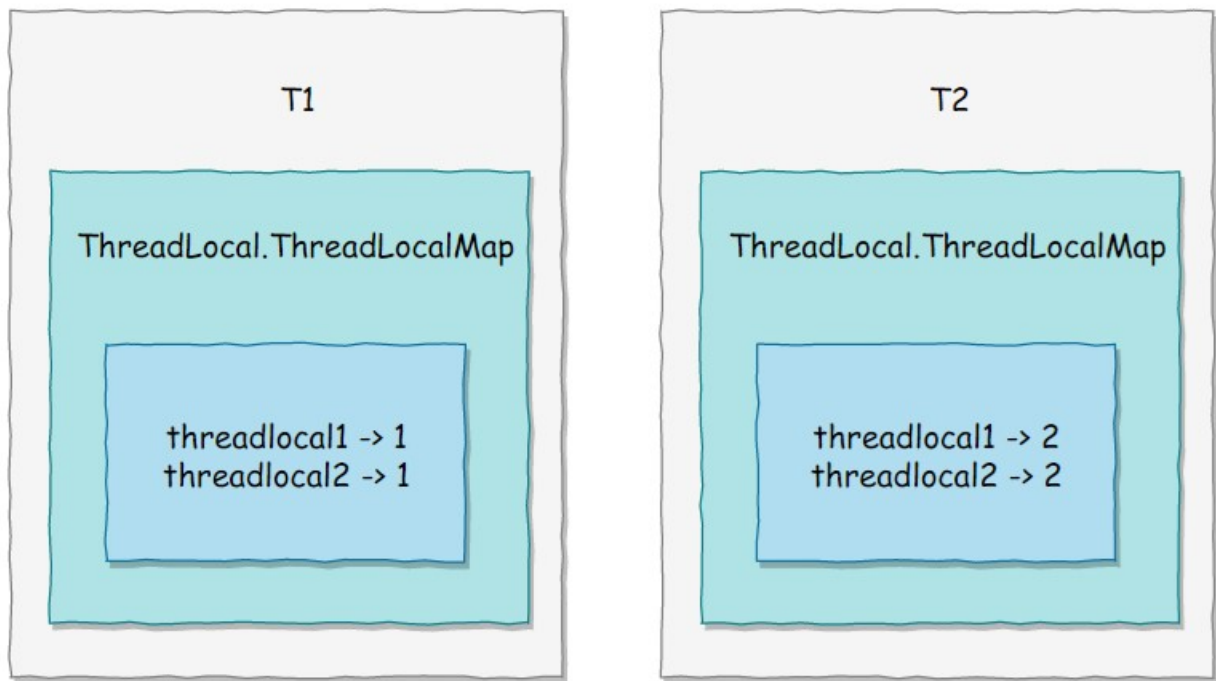 T1
ThreadLocal.ThreadLocalMap
threadlocal1 -> 1
threadlocal2 -> 1
T2
ThreadLocal.ThreadLocalMap
threadlocal1 -> 2
threadlocal2 -> 2